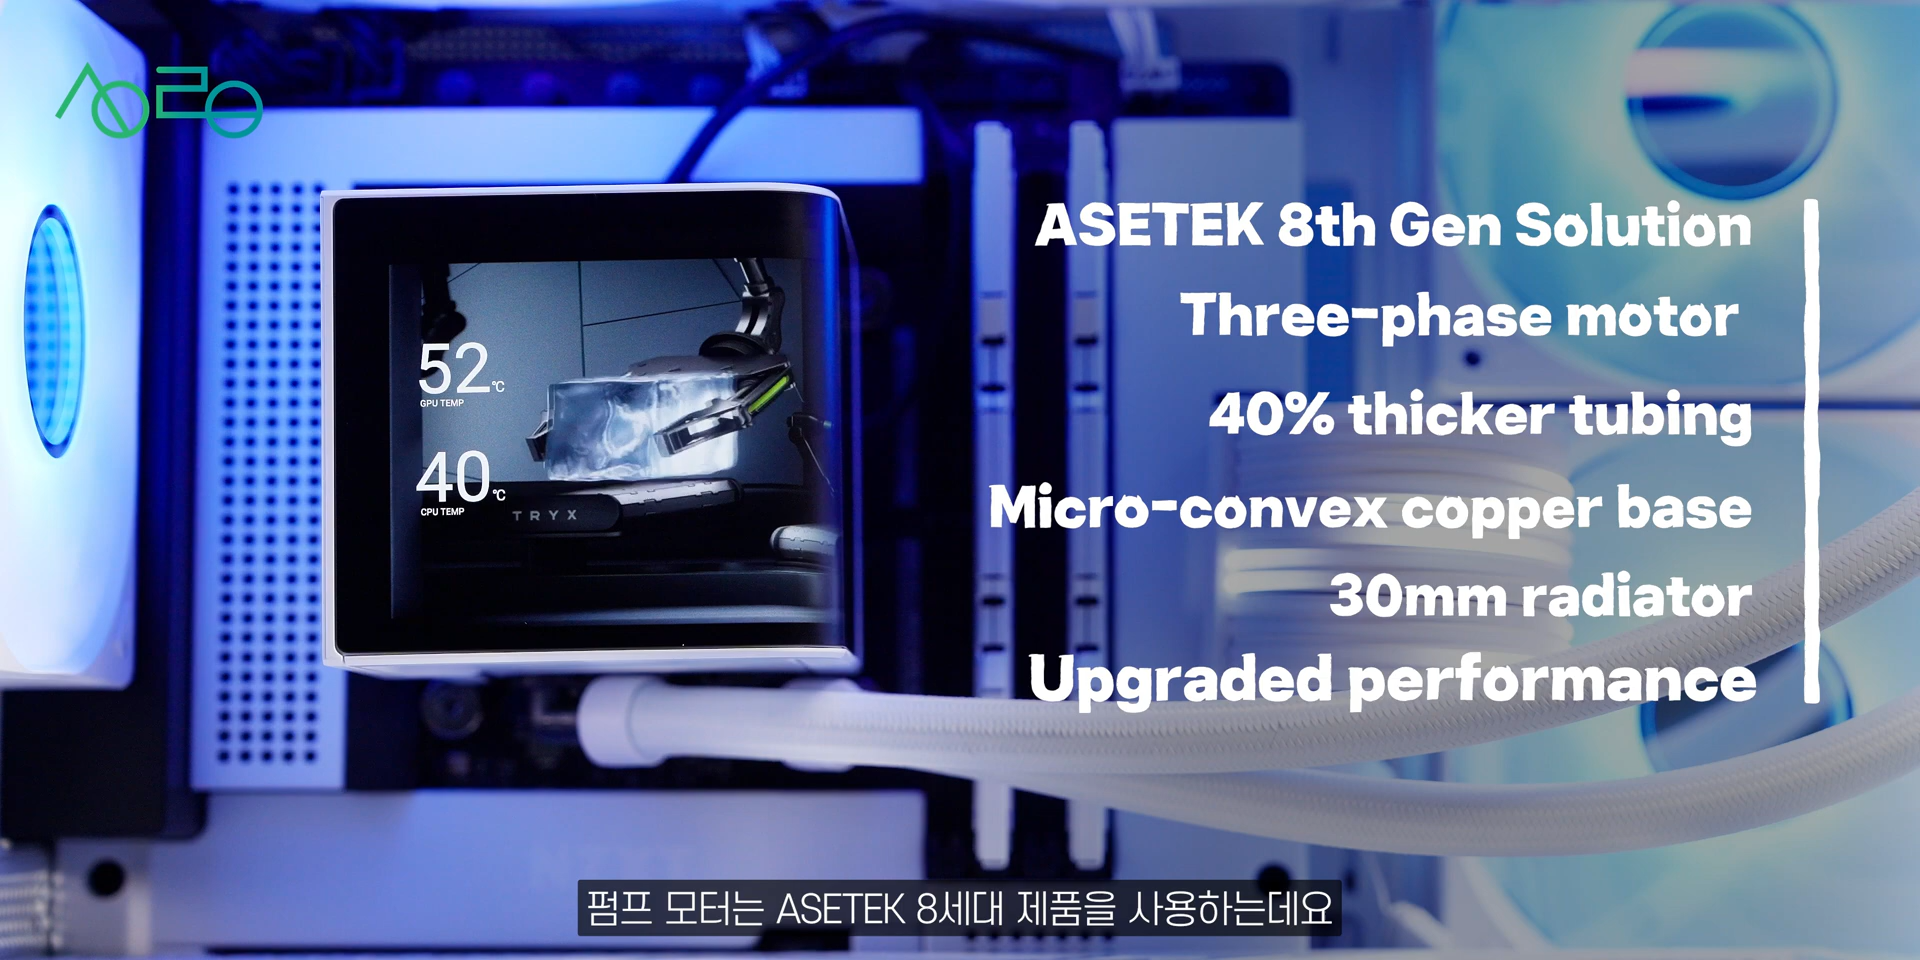 52°C
GPU TEMP
40°C
CPU TEMP
TRYX
ASETEK 8th Gen Solution
Three-phase motor
40% thicker tubing
Micro-convex copper base
30mm radiator
Upgraded performance
펌프 모터는 ASETEK 8세대 제품을 사용하는데요